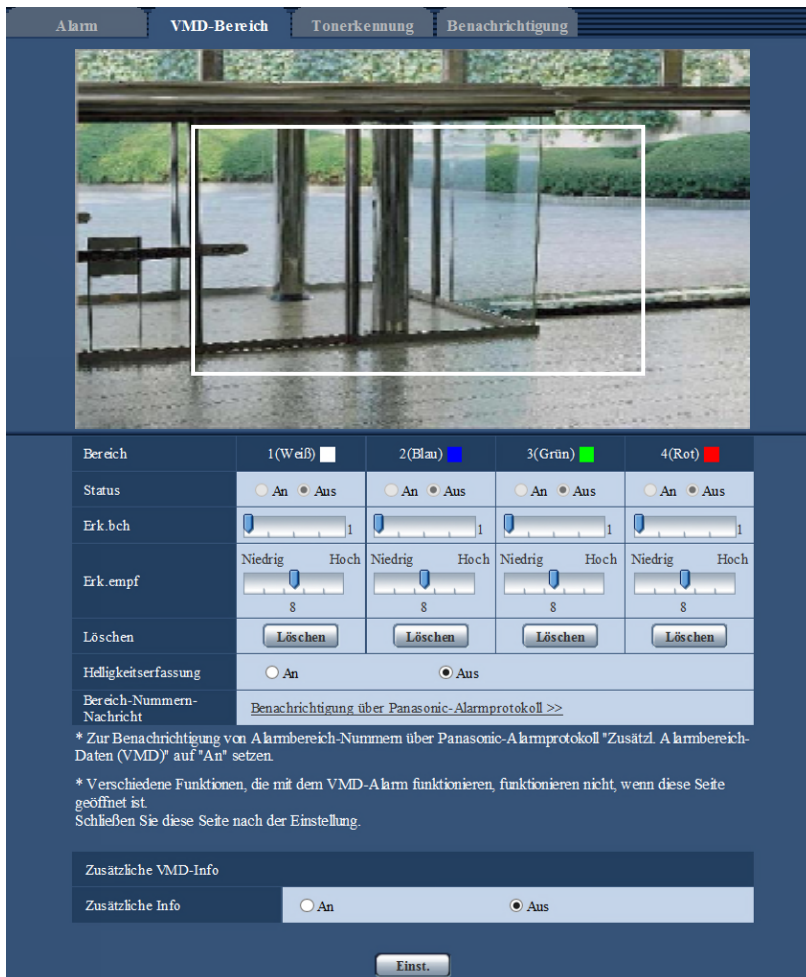 Alarm VMD-Bereich Tonerkennung Benachrichtigung
Bereich 1(Weiß) 2(Blau) 3(Grün) 4(Rot)
Status An Aus An Aus An Aus An Aus
Erk.bch 1 1 1 1
Niedrig Hoch Niedrig Hoch Niedrig Hoch Niedrig Hoch
Erk.empf
8 8 8 8
Löschen Löschen Löschen Löschen Löschen
Helligkeitserfassung An Aus
Bereich-Nummern-
Nachricht Benachrichtigung über Panasonic-Alarmprotokoll >>
* Zur Benachrichtigung von Alarmbereich-Nummern über Panasonic-Alarmprotokoll "Zusätzl. Alarmbereich-
Daten (VMD)" auf "An" setzen.
* Verschiedene Funktionen, die mit dem VMD-Alarm funktionieren, funktionieren nicht, wenn diese Seite
geöffnet ist.
Schließen Sie diese Seite nach der Einstellung.
Zusätzliche VMD-Info
Zusätzliche Info An Aus
Einst.